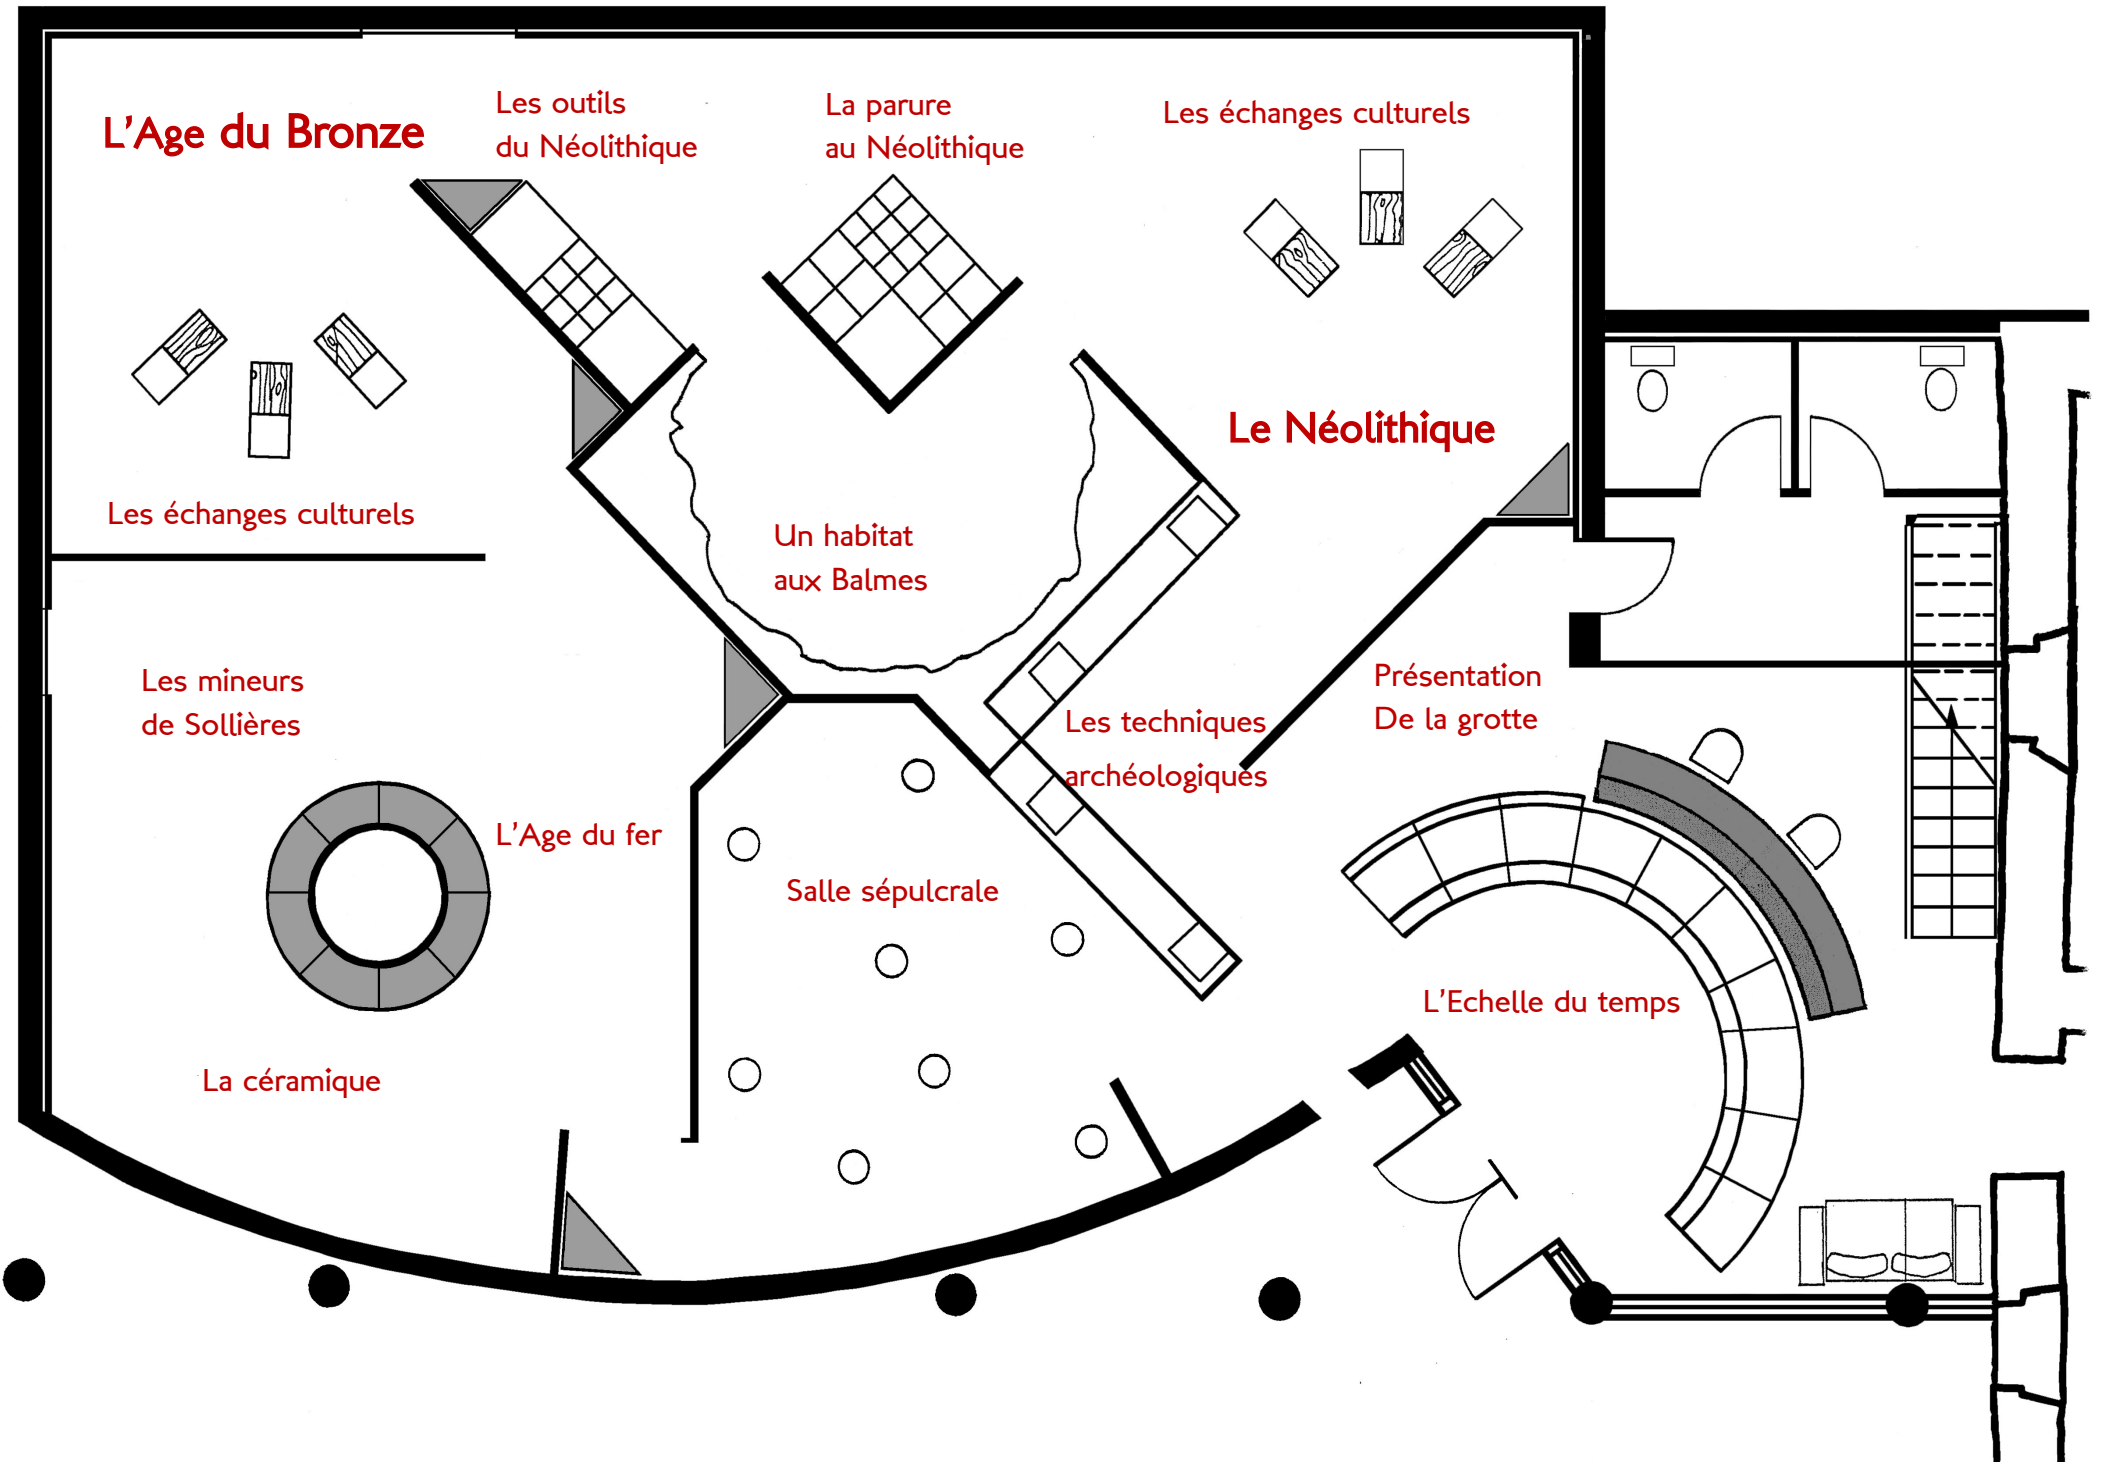 L'Age du Bronze
Les outils
du Néolithique
La parure
au Néolithique
Les échanges culturels
Le Néolithique
Les échanges culturels
Un habitat
aux Balmes
Les mineurs
de Sollières
Présentation
De la grotte
Les techniques
archéologiques
L'Age du fer
Salle sépulcrale
L'Echelle du temps
La céramique